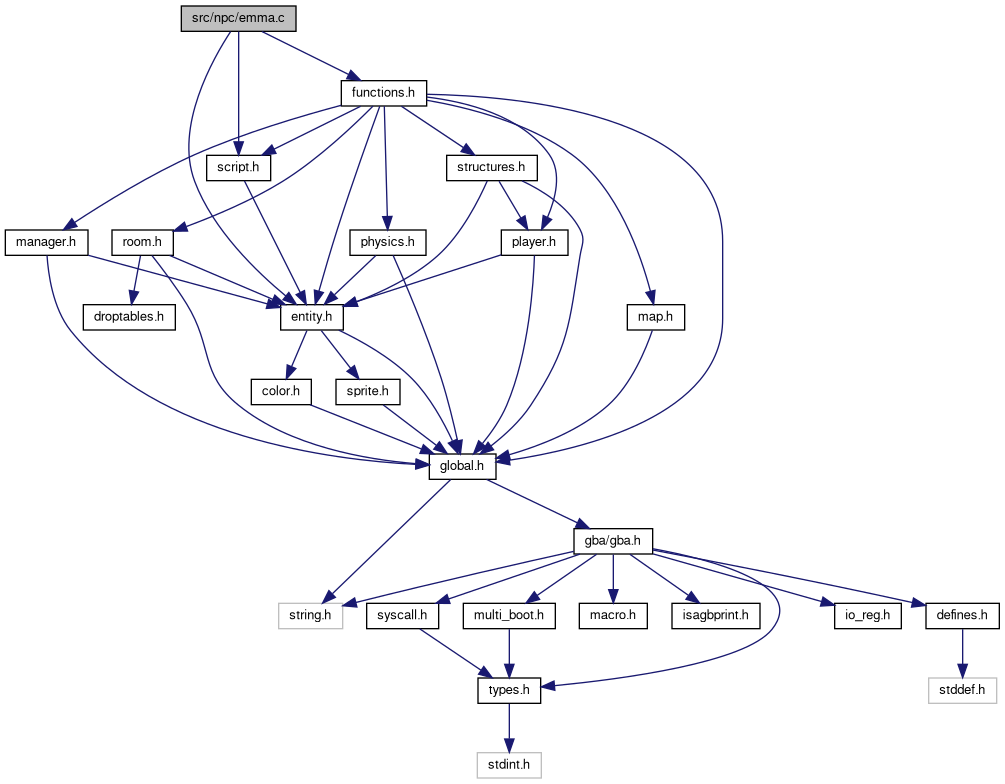 src/npc/emma.c
functions.h
script.h
structures.h
manager.h
room.h
physics.h
player.h
droptables.h
entity.h
map.h
color.h
sprite.h
global.h
gba/gba.h
string.h
syscall.h
multi_boot.h
macro.h
isagbprint.h
io_reg.h
defines.h
types.h
stddef.h
stdint.h